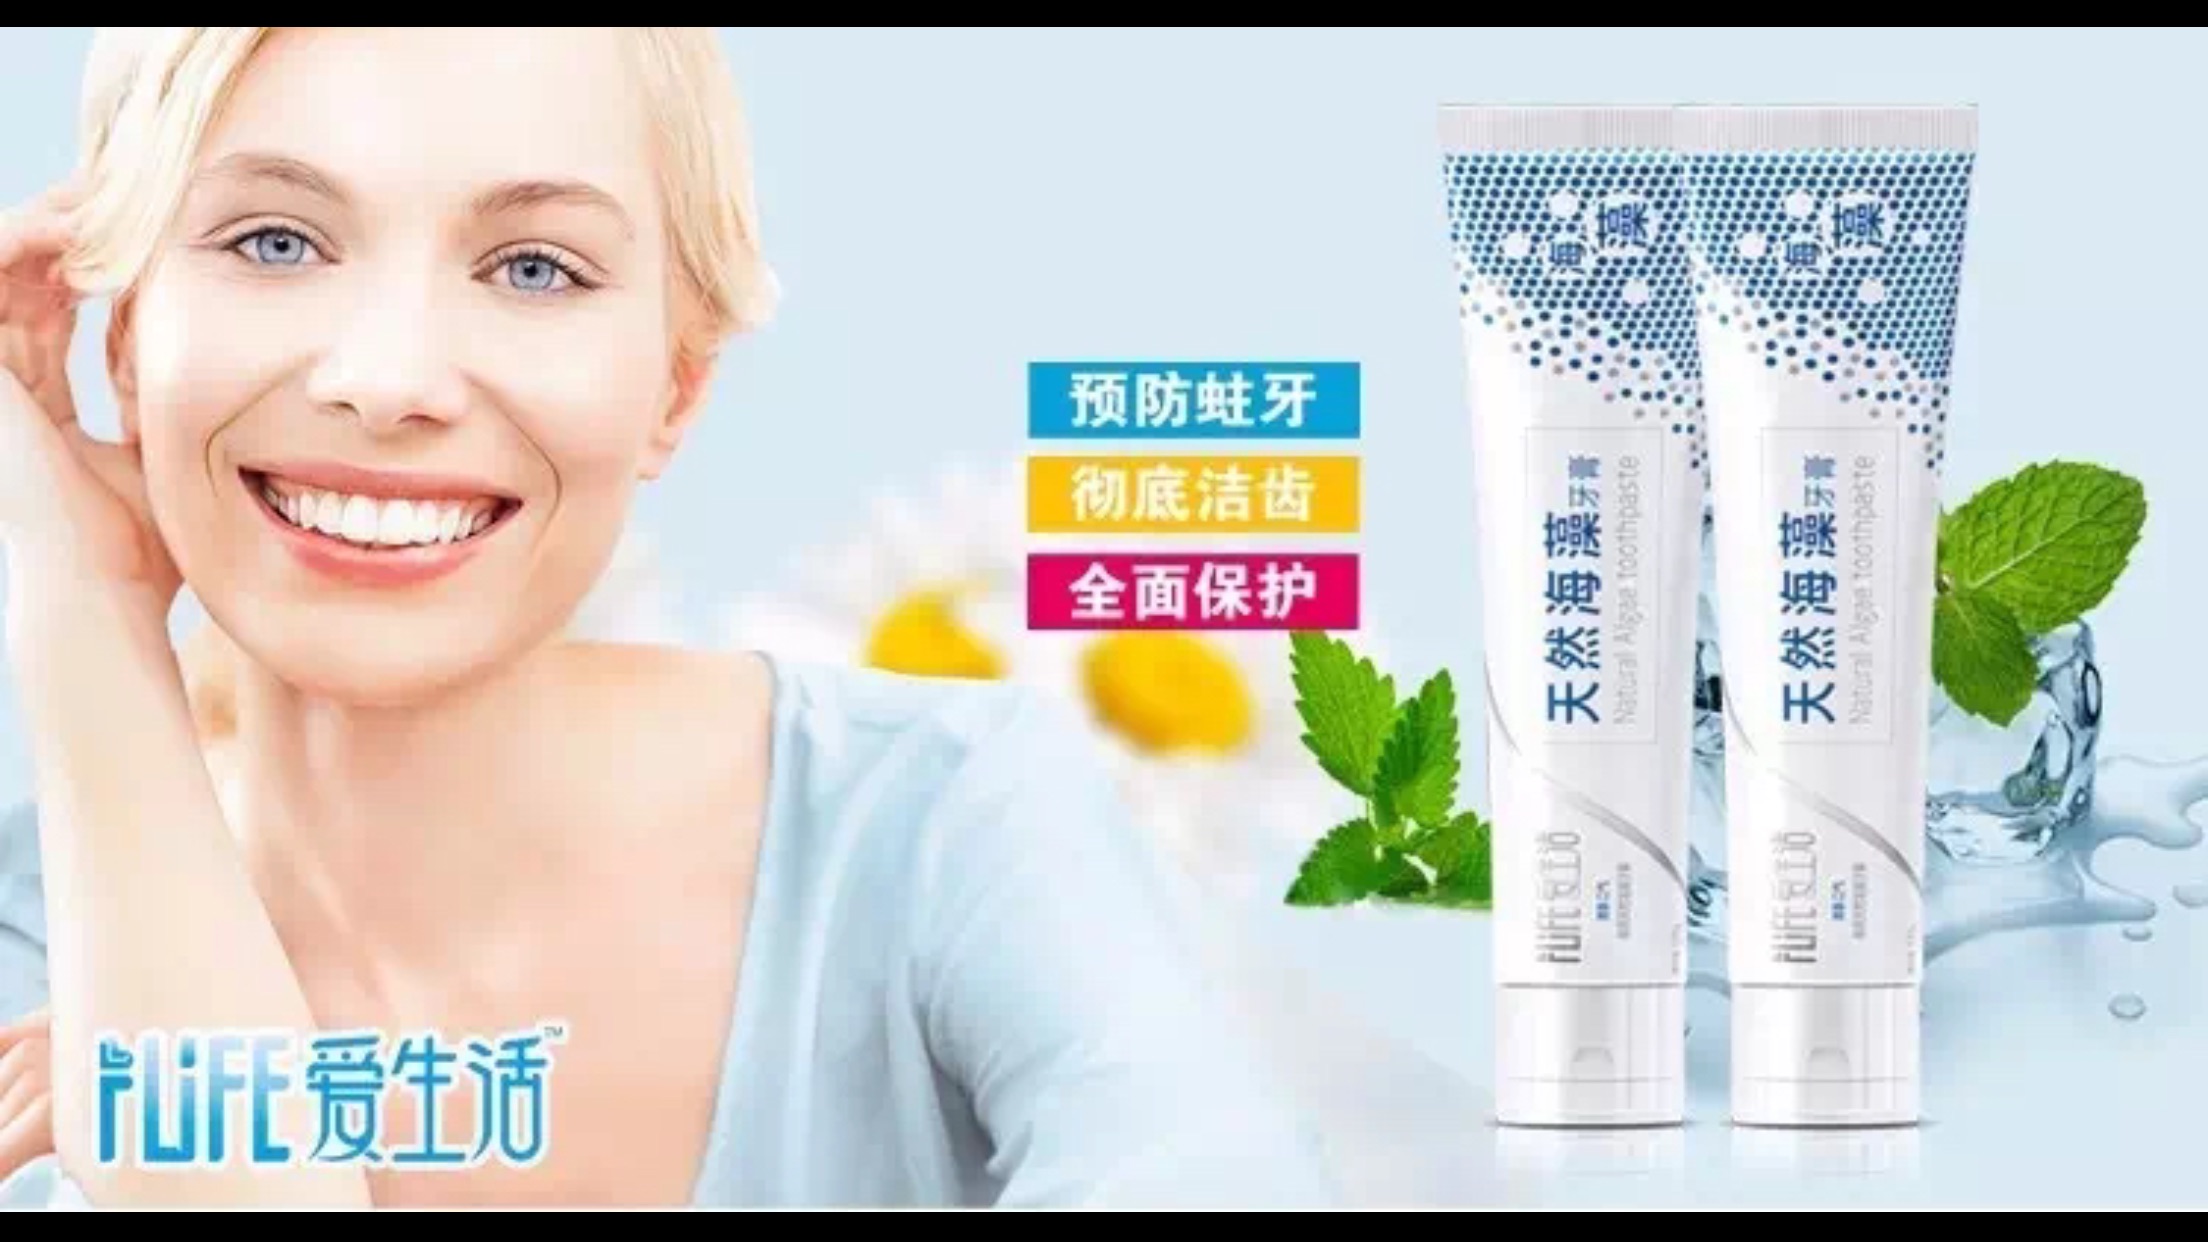 预防蛀牙
彻底洁齿
全面保护
海藻
天然海藻牙膏
Natural Algae toothpaste
iLiFE爱生活
海藻
天然海藻牙膏
Natural Algae toothpaste
iLiFE爱生活
iLiFE爱生活™